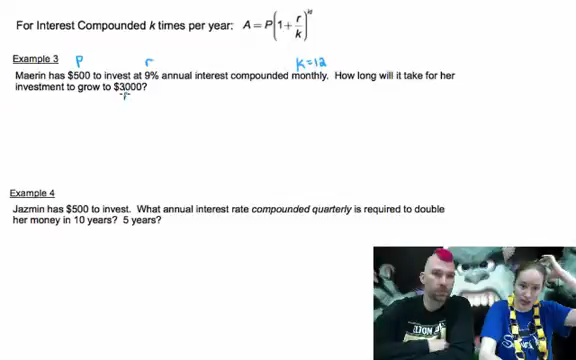 For Interest Compounded k times per year: A = P(1 + r/k)^kt
Example 3 P r k=12
Maerin has $500 to invest at 9% annual interest compounded monthly. How long will it take for her
investment to grow to $3000?
Example 4
Jazmin has $500 to invest. What annual interest rate compounded quarterly is required to double
her money in 10 years? 5 years?